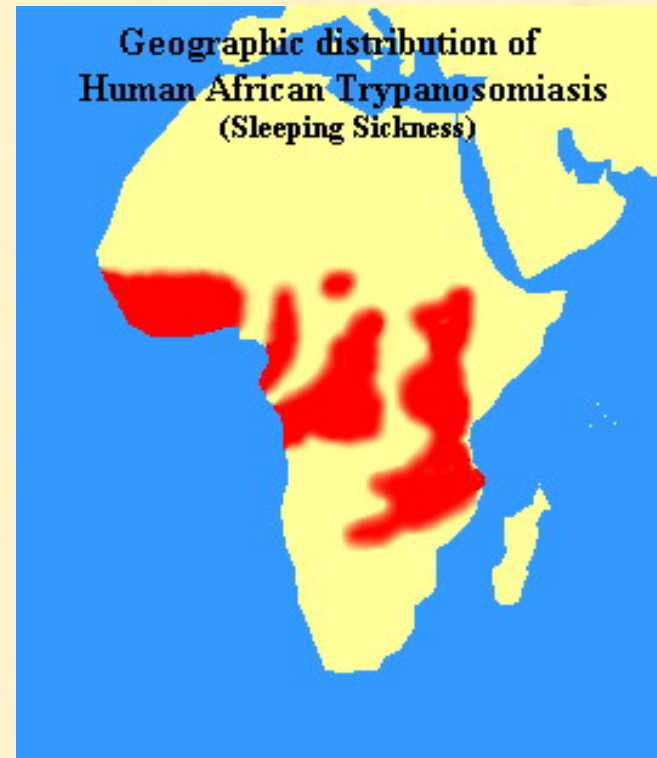 Geographic distribution of
Human African Trypanosomiasis
(Sleeping Sickness)